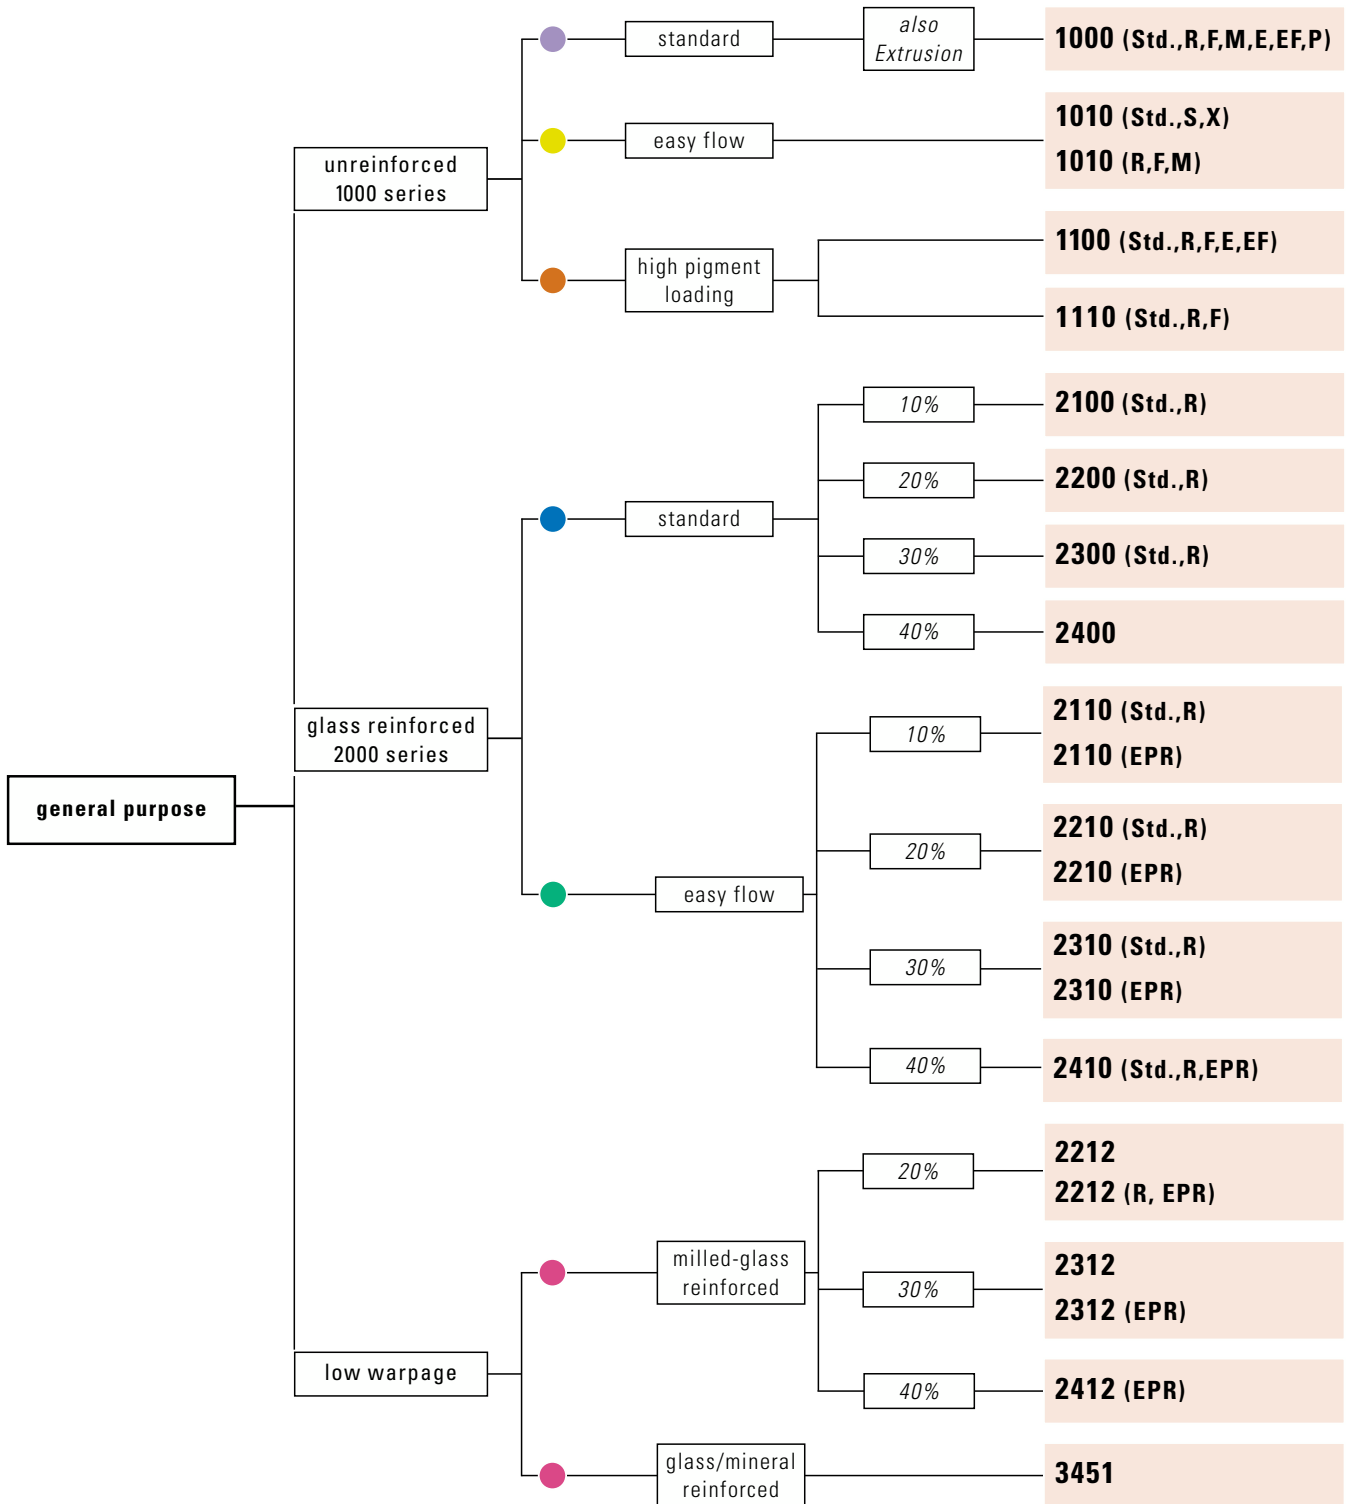 standard
also
Extrusion
1000 (Std.,R,F,M,E,EF,P)
easy flow
1010 (Std.,S,X)
1010 (R,F,M)
unreinforced
1000 series
high pigment
loading
1100 (Std.,R,F,E,EF)
1110 (Std.,R,F)
10%
2100 (Std.,R)
20%
2200 (Std.,R)
standard
30%
2300 (Std.,R)
40%
2400
glass reinforced
2000 series
10%
2110 (Std.,R)
2110 (EPR)
general purpose
20%
2210 (Std.,R)
2210 (EPR)
easy flow
30%
2310 (Std.,R)
2310 (EPR)
40%
2410 (Std.,R,EPR)
20%
2212
2212 (R, EPR)
milled-glass
reinforced
30%
2312
2312 (EPR)
low warpage
40%
2412 (EPR)
glass/mineral
reinforced
3451